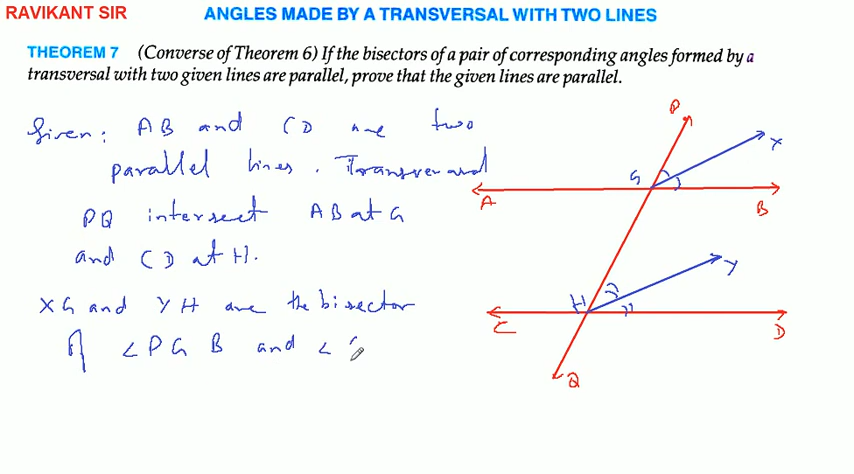 RAVIKANT SIR
ANGLES MADE BY A TRANSVERSAL WITH TWO LINES
THEOREM 7 (Converse of Theorem 6) If the bisectors of a pair of corresponding angles formed by a
transversal with two given lines are parallel, prove that the given lines are parallel.
Given: AB and CD are two
parallel lines. Transversal
PQ intersect AB at G
and CD at H.
XG and YH are the bisector
of ∠PGB and ∠
P
X
G
A
B
Y
H
C
D
Q